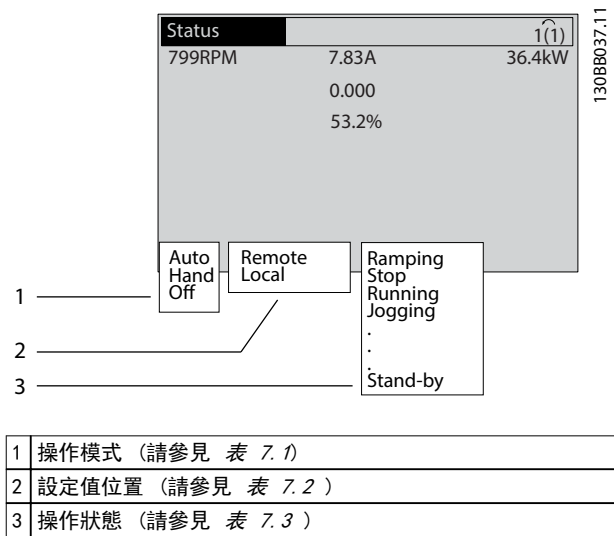 Status 1(1)
799RPM 7.83A 36.4kW
0.000
53.2%
130BB037.11
Auto
Hand
Off
Remote
Local
Ramping
Stop
Running
Jogging
.
.
.
Stand-by
1
2
3
1 操作模式 (請參見 表 7.1)
2 設定值位置 (請參見 表 7.2 )
3 操作狀態 (請參見 表 7.3 )